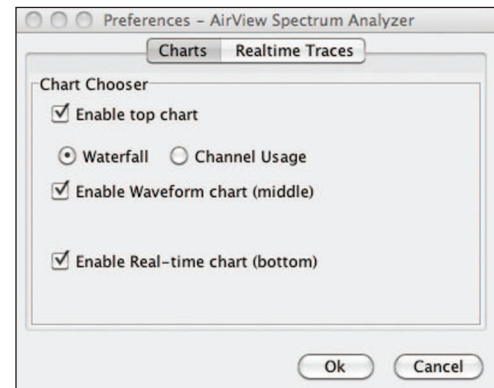 Preferences – AirView Spectrum Analyzer
Charts Realtime Traces
Chart Chooser
Enable top chart
Waterfall Channel Usage
Enable Waveform chart (middle)
Enable Real-time chart (bottom)
Ok Cancel